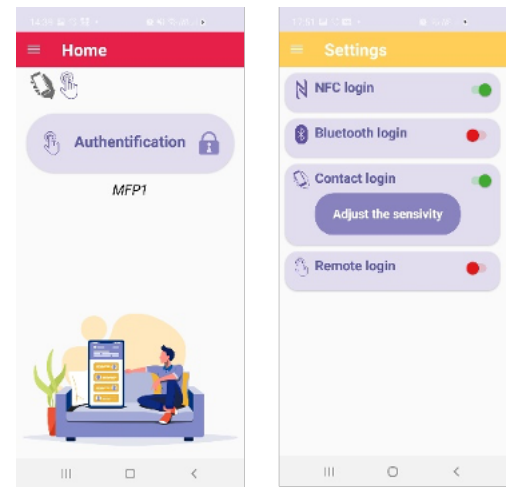 Home
Authentification
MFP1
Settings
NFC login
Bluetooth login
Contact login
Adjust the sensivity
Remote login